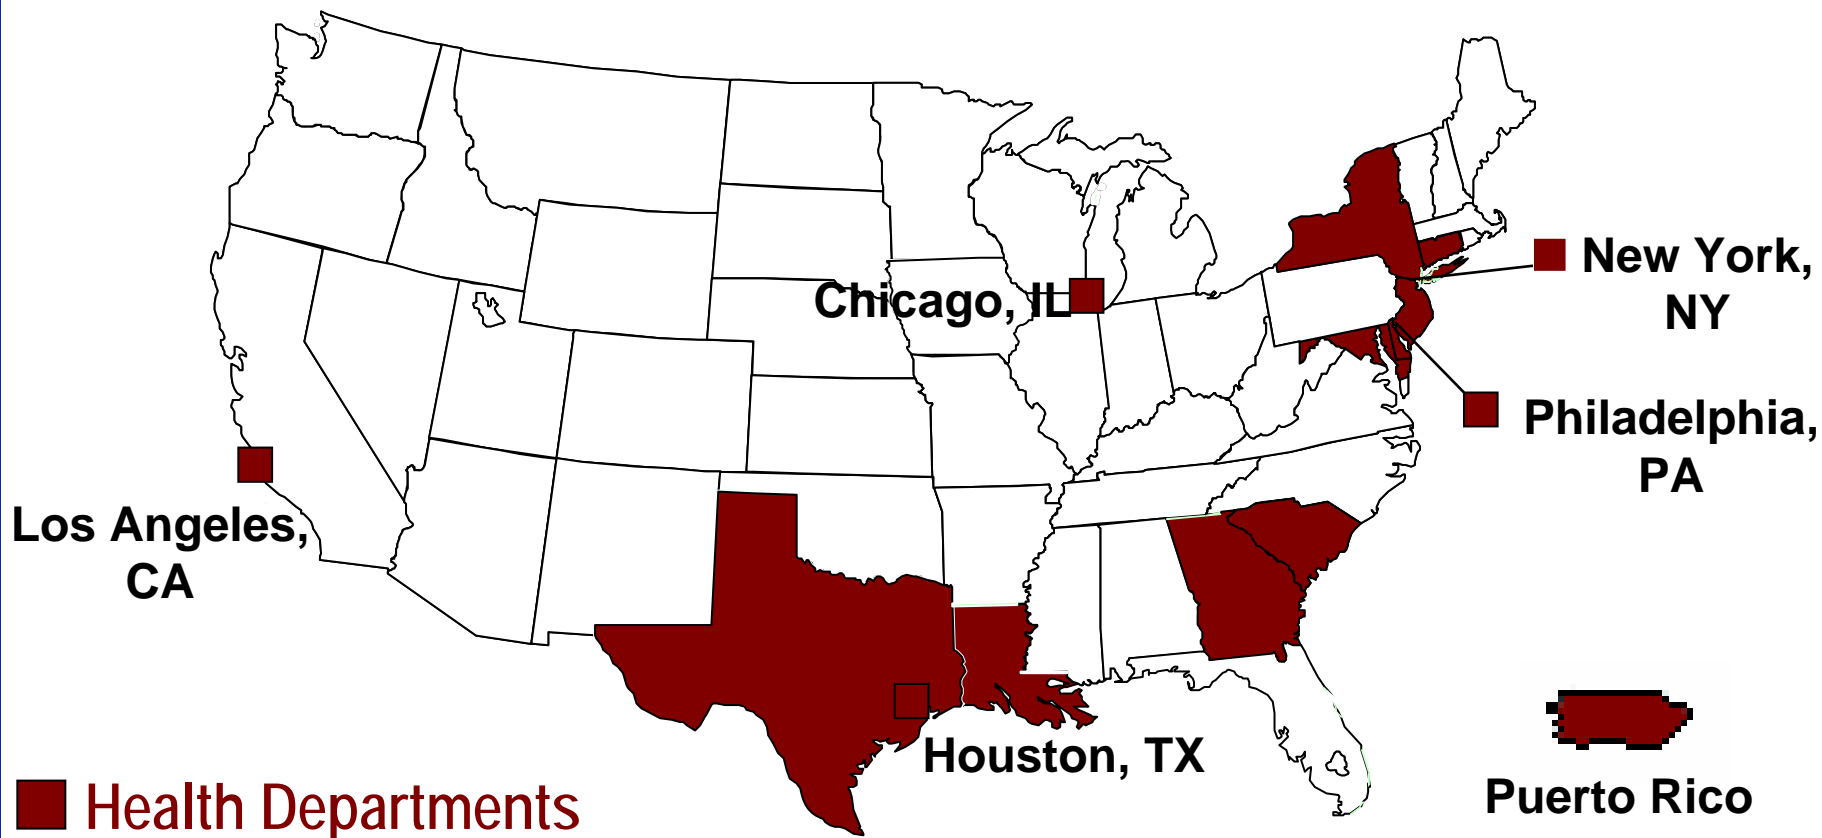 New York,
NY
Chicago, IL
Philadelphia,
PA
Los Angeles,
CA
Houston, TX
Puerto Rico
Health Departments